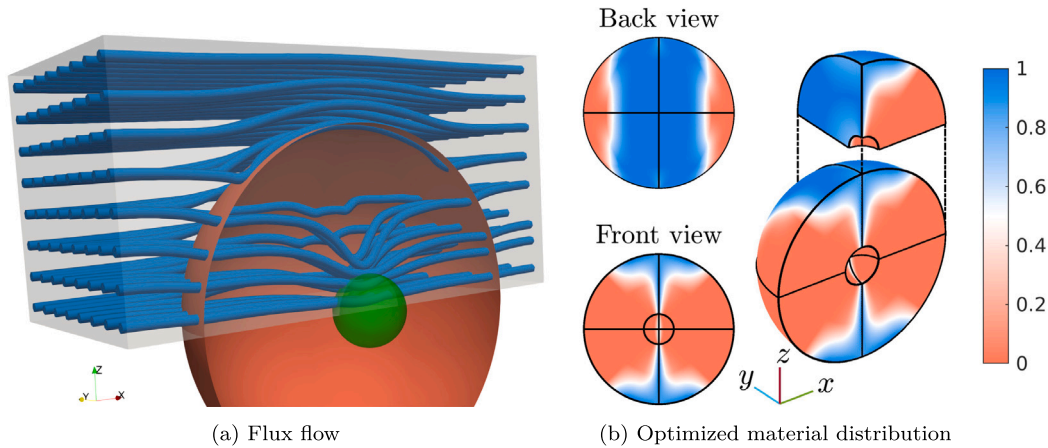 Back view
Front view
1
0.8
0.6
0.4
0.2
0
Z
Y
X
z
y
x
(a) Flux flow
(b) Optimized material distribution